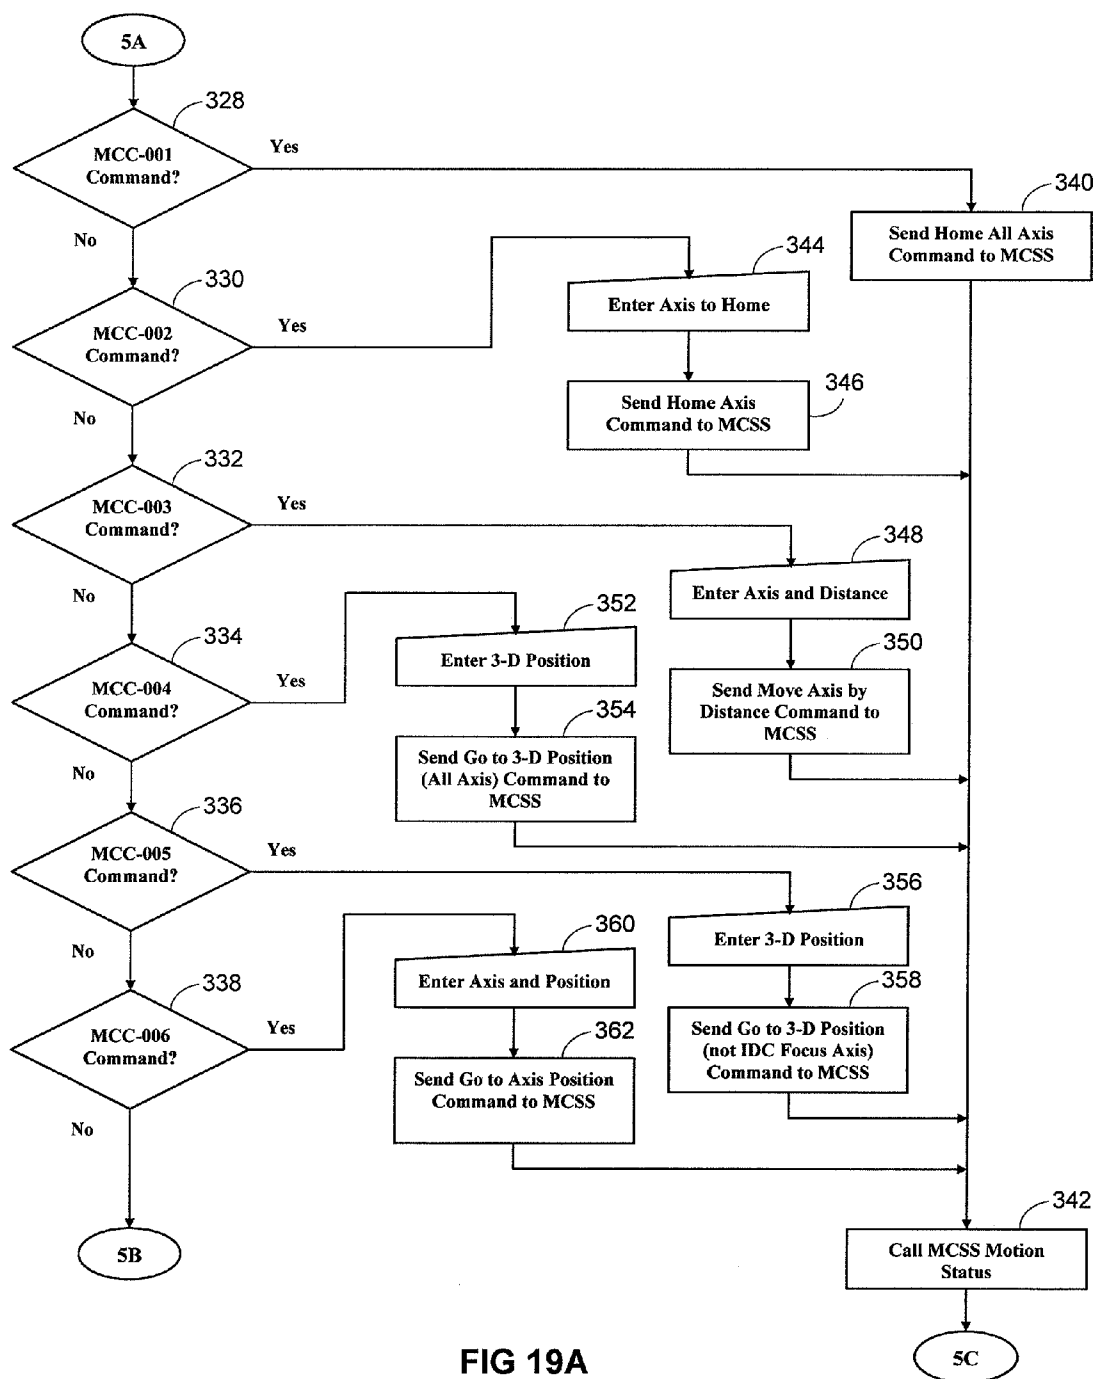 5A
328
MCC-001
Command?
Yes
No
340
Send Home All Axis
Command to MCSS
330
MCC-002
Command?
Yes
No
344
Enter Axis to Home
346
Send Home Axis
Command to MCSS
332
MCC-003
Command?
Yes
No
348
Enter Axis and Distance
350
Send Move Axis by
Distance Command to
MCSS
334
MCC-004
Command?
Yes
No
352
Enter 3-D Position
354
Send Go to 3-D Position
(All Axis) Command to
MCSS
336
MCC-005
Command?
Yes
No
356
Enter 3-D Position
358
Send Go to 3-D Position
(not IDC Focus Axis)
Command to MCSS
338
MCC-006
Command?
Yes
No
360
Enter Axis and Position
362
Send Go to Axis Position
Command to MCSS
5B
342
Call MCSS Motion
Status
5C
FIG 19A